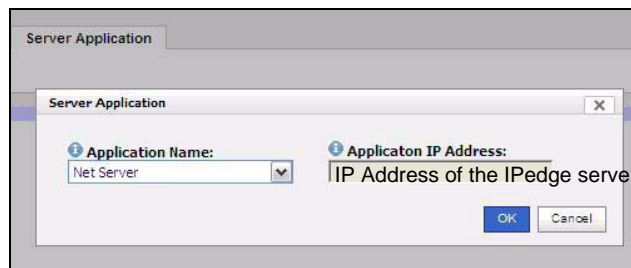 Server Application
Server Application
Application Name:
Applicaton IP Address:
Net Server
IP Address of the IPedge serve
OK
Cancel